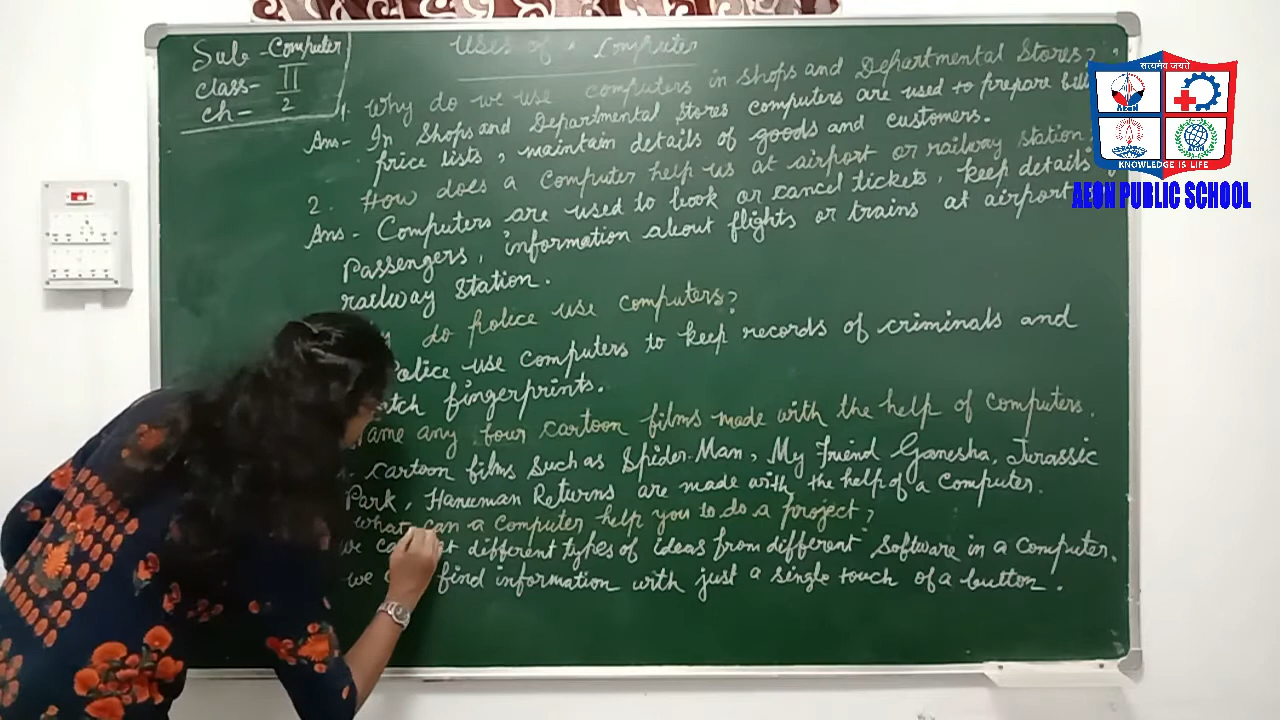 Sub - Computer
class- II
ch- 2
Uses of a Computer
1. Why do we use computers in shops and Departmental Stores?
Ans- In Shops and Departmental Stores computers are used to prepare
price lists, maintain details of goods and customers.
2. How does a computer help us at airport or railway station
Ans - Computers are used to book or cancel tickets, keep details
Passengers, information about flights or trains at airport
railway station.
do police use computers?
Police use computers to keep records of criminals and
fingerprints.
any four cartoon films made with the help of computers.
cartoon films such as Spider-Man, My Friend Ganesha, Jurassic
Park, Hanuman Returns are made with the help of a computer.
What can a computer help you to do a project?
we different types of ideas from different software in a computer.
we find information with just a single touch of a button.
सत्यमेव जयते
AEON
KNOWLEDGE IS LIFE
AEON PUBLIC SCHOOL